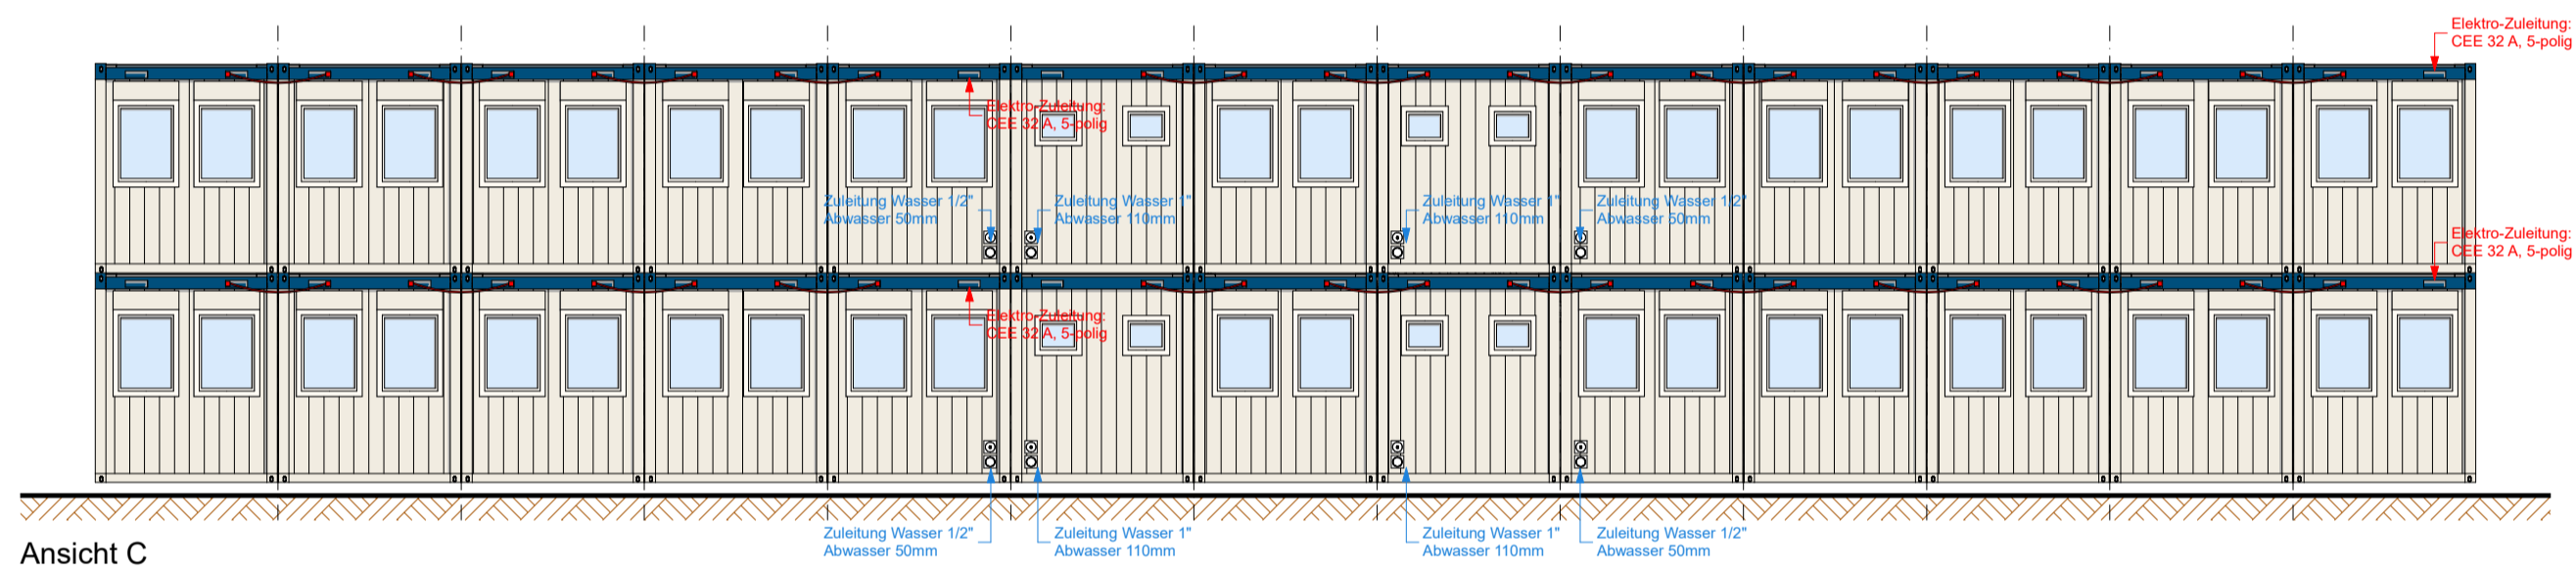 Elektro-Zuleitung:
CEE 32 A, 5-polig
Elektro-Zuleitung:
CEE 32 A, 5-polig
Zuleitung Wasser 1/2"
Abwasser 50mm
Zuleitung Wasser 1"
Abwasser 110mm
Zuleitung Wasser 1"
Abwasser 110mm
Zuleitung Wasser 1/2"
Abwasser 50mm
Elektro-Zuleitung:
CEE 32 A, 5-polig
Elektro-Zuleitung:
CEE 32 A, 5-polig
Zuleitung Wasser 1/2"
Abwasser 50mm
Zuleitung Wasser 1"
Abwasser 110mm
Zuleitung Wasser 1"
Abwasser 110mm
Zuleitung Wasser 1/2"
Abwasser 50mm
Ansicht C